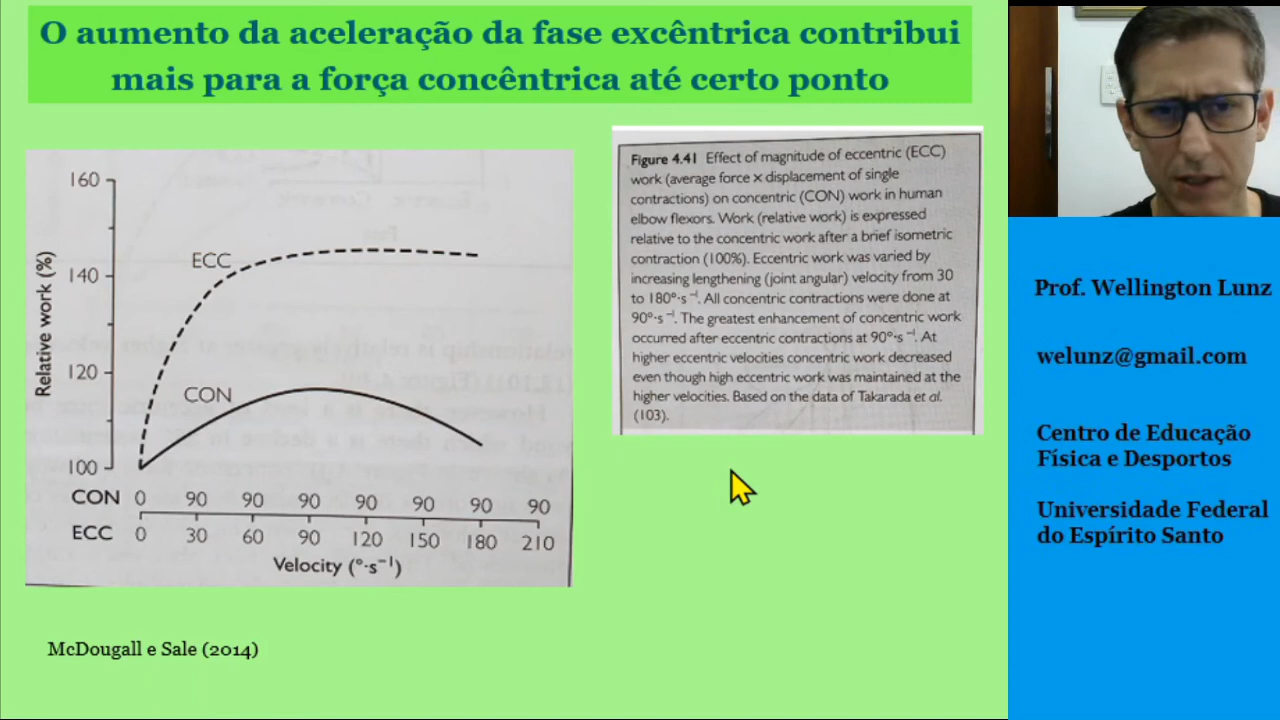 O aumento da aceleração da fase excêntrica contribui
mais para a força concêntrica até certo ponto
160
140
120
100
Relative work (%)
ECC
CON
CON 0 90 90 90 90 90 90 90
ECC 0 30 60 90 120 150 180 210
Velocity (°·s⁻¹)
Figure 4.41 Effect of magnitude of eccentric (ECC)
work (average force × displacement of single
contractions) on concentric (CON) work in human
elbow flexors. Work (relative work) is expressed
relative to the concentric work after a brief isometric
contraction (100%). Eccentric work was varied by
increasing lengthening (joint angular) velocity from 30
to 180°·s⁻¹. All concentric contractions were done at
90°·s⁻¹. The greatest enhancement of concentric work
occurred after eccentric contractions at 90°·s⁻¹. At
higher eccentric velocities concentric work decreased
even though high eccentric work was maintained at the
higher velocities. Based on the data of Takarada et al.
(103).
McDougall e Sale (2014)
Prof. Wellington Lunz
welunz@gmail.com
Centro de Educação
Física e Desportos
Universidade Federal
do Espírito Santo